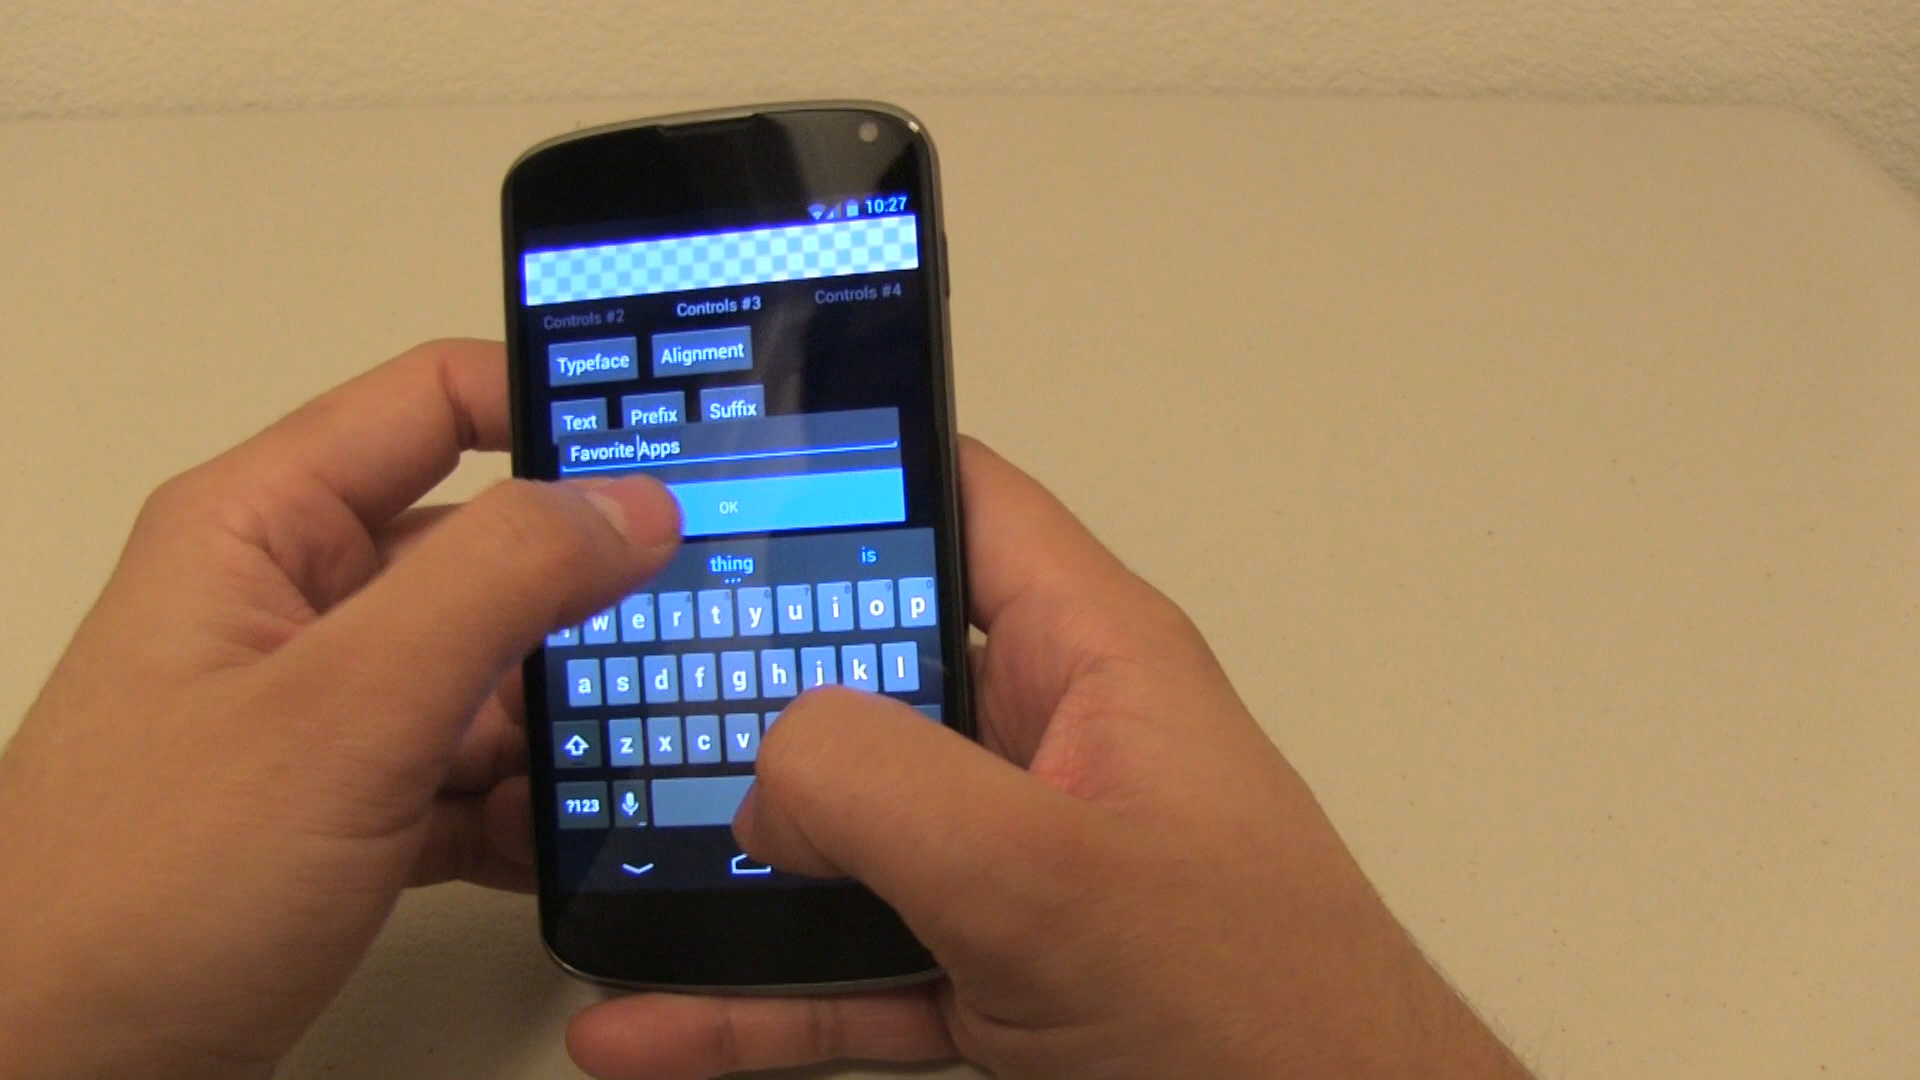 10:27
Controls #2 Controls #3 Controls #4
Typeface Alignment
Text Prefix Suffix
Favorite Apps
OK
thing is
w e r t y u i o p
a s d f g h j k l
z x c v
?123